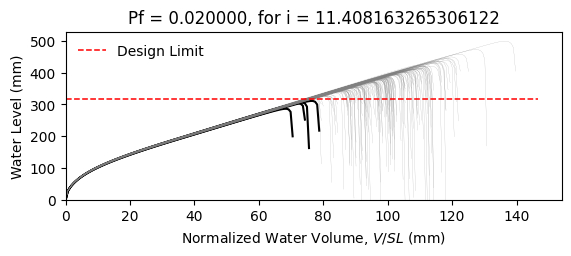 Pf = 0.020000, for i = 11.408163265306122
Design Limit
Water Level (mm)
500
400
300
200
100
0
0 20 40 60 80 100 120 140
Normalized Water Volume, V/SL (mm)